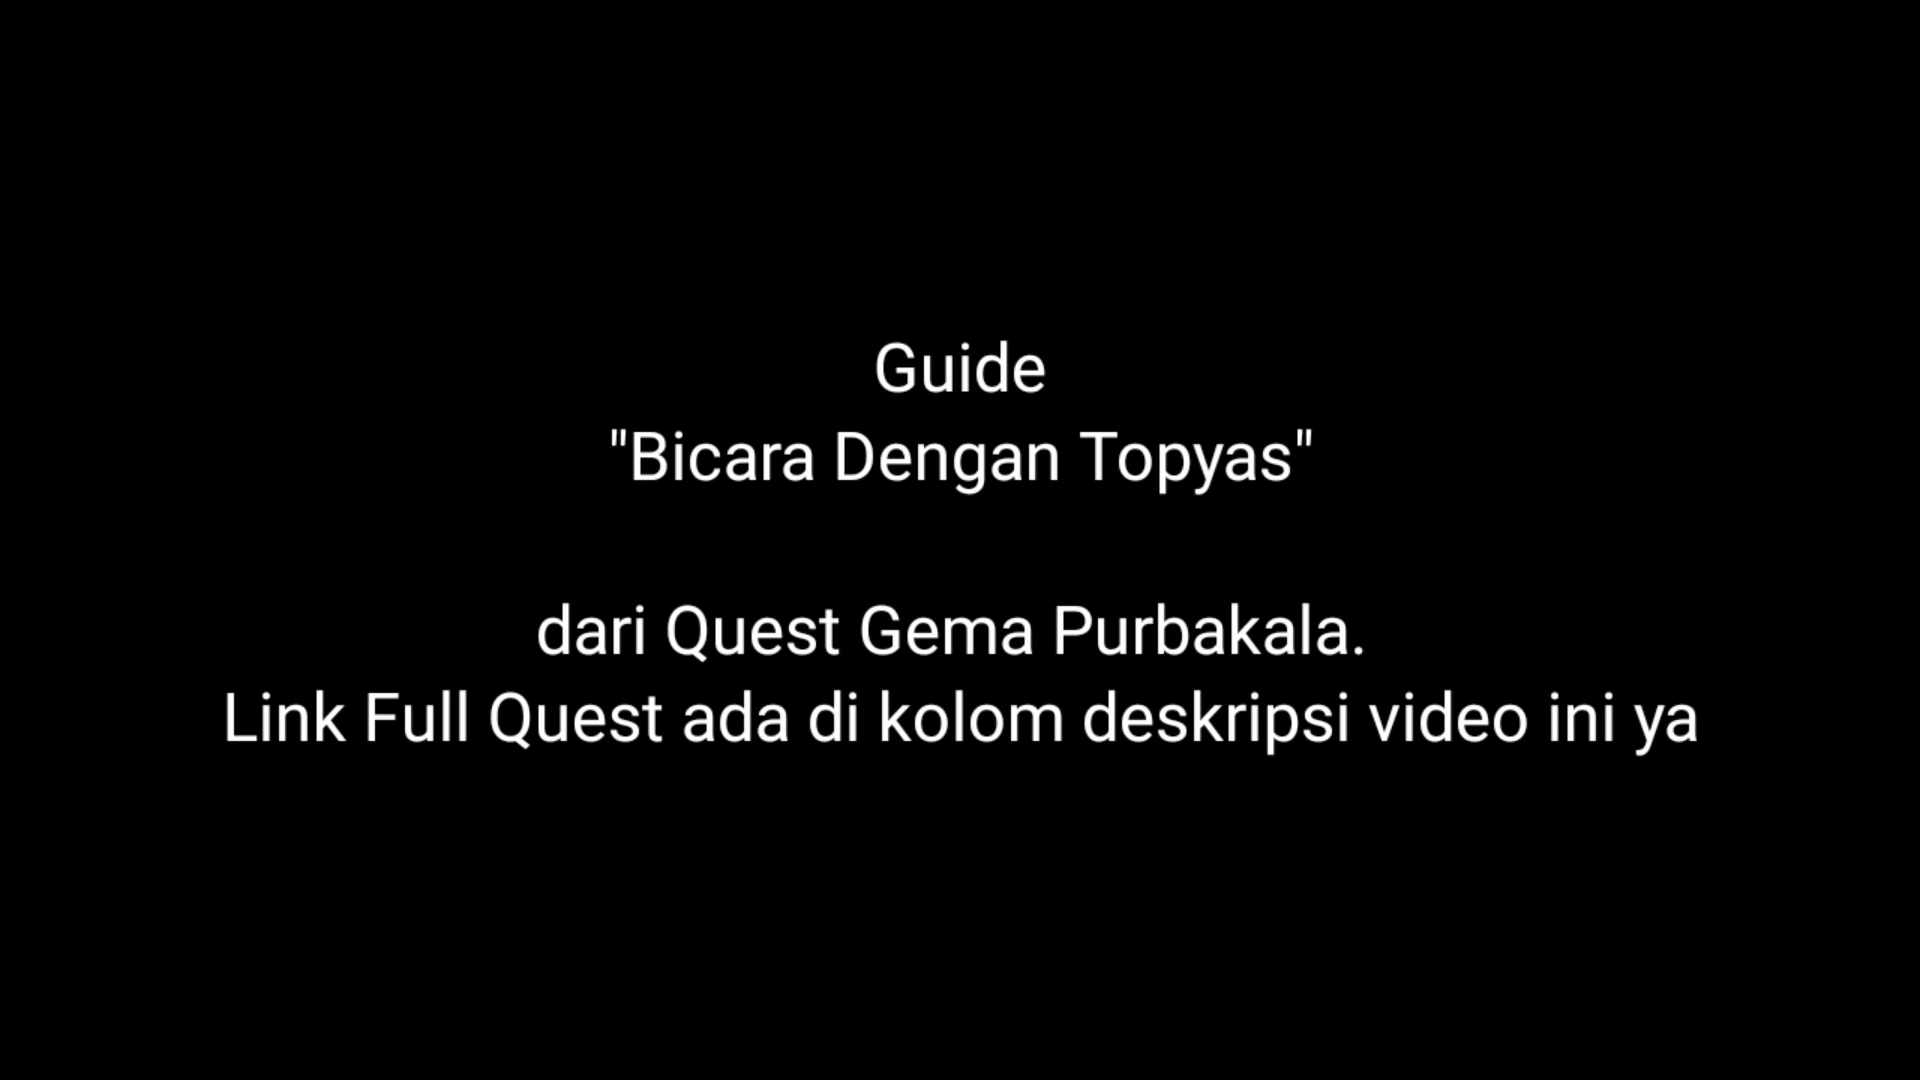 Guide
"Bicara Dengan Topyas"
dari Quest Gema Purbakala.
Link Full Quest ada di kolom deskripsi video ini ya